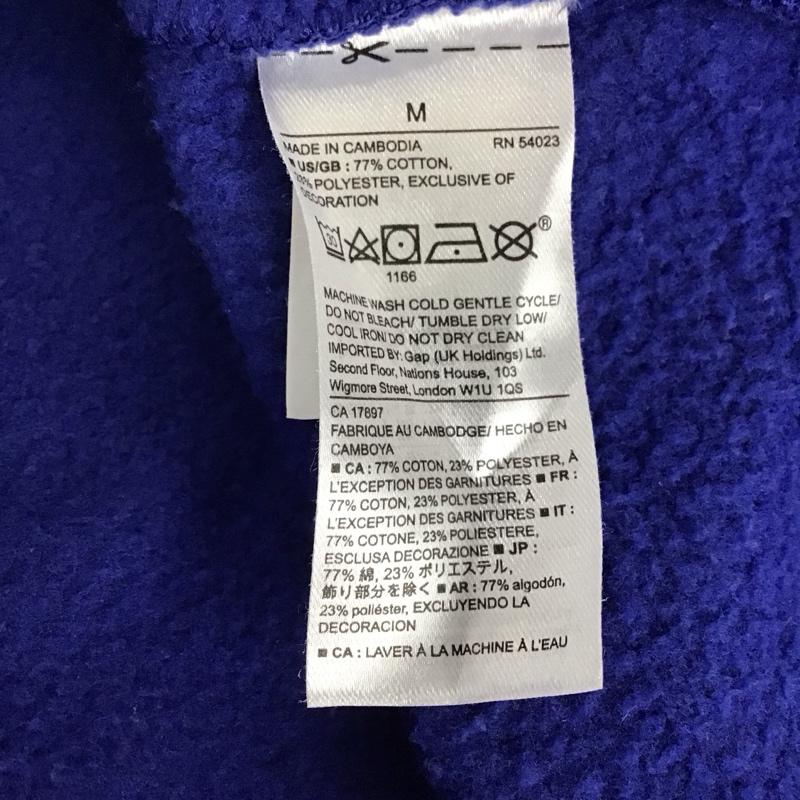 M
MADE IN CAMBODIA RN 54023
■ US/GB : 77% COTTON,
23% POLYESTER, EXCLUSIVE OF
DECORATION
30 ®
1166
MACHINE WASH COLD GENTLE CYCLE/
DO NOT BLEACH/ TUMBLE DRY LOW/
COOL IRON/ DO NOT DRY CLEAN
IMPORTED BY: Gap (UK Holdings) Ltd.
Second Floor, Nations House, 103
Wigmore Street, London W1U 1QS
CA 17897
FABRIQUE AU CAMBODGE/ HECHO EN
CAMBOYA
■ CA : 77% COTON, 23% POLYESTER, À
L'EXCEPTION DES GARNITURES ■ FR :
77% COTON, 23% POLYESTER, À
L'EXCEPTION DES GARNITURES ■ IT :
77% COTONE, 23% POLIESTERE,
ESCLUSA DECORAZIONE ■ JP :
77% 綿, 23% ポリエステル,
飾り部分を除く ■ AR : 77% algodón,
23% poliéster, EXCLUYENDO LA
DECORACION
■ CA : LAVER À LA MACHINE À L'EAU